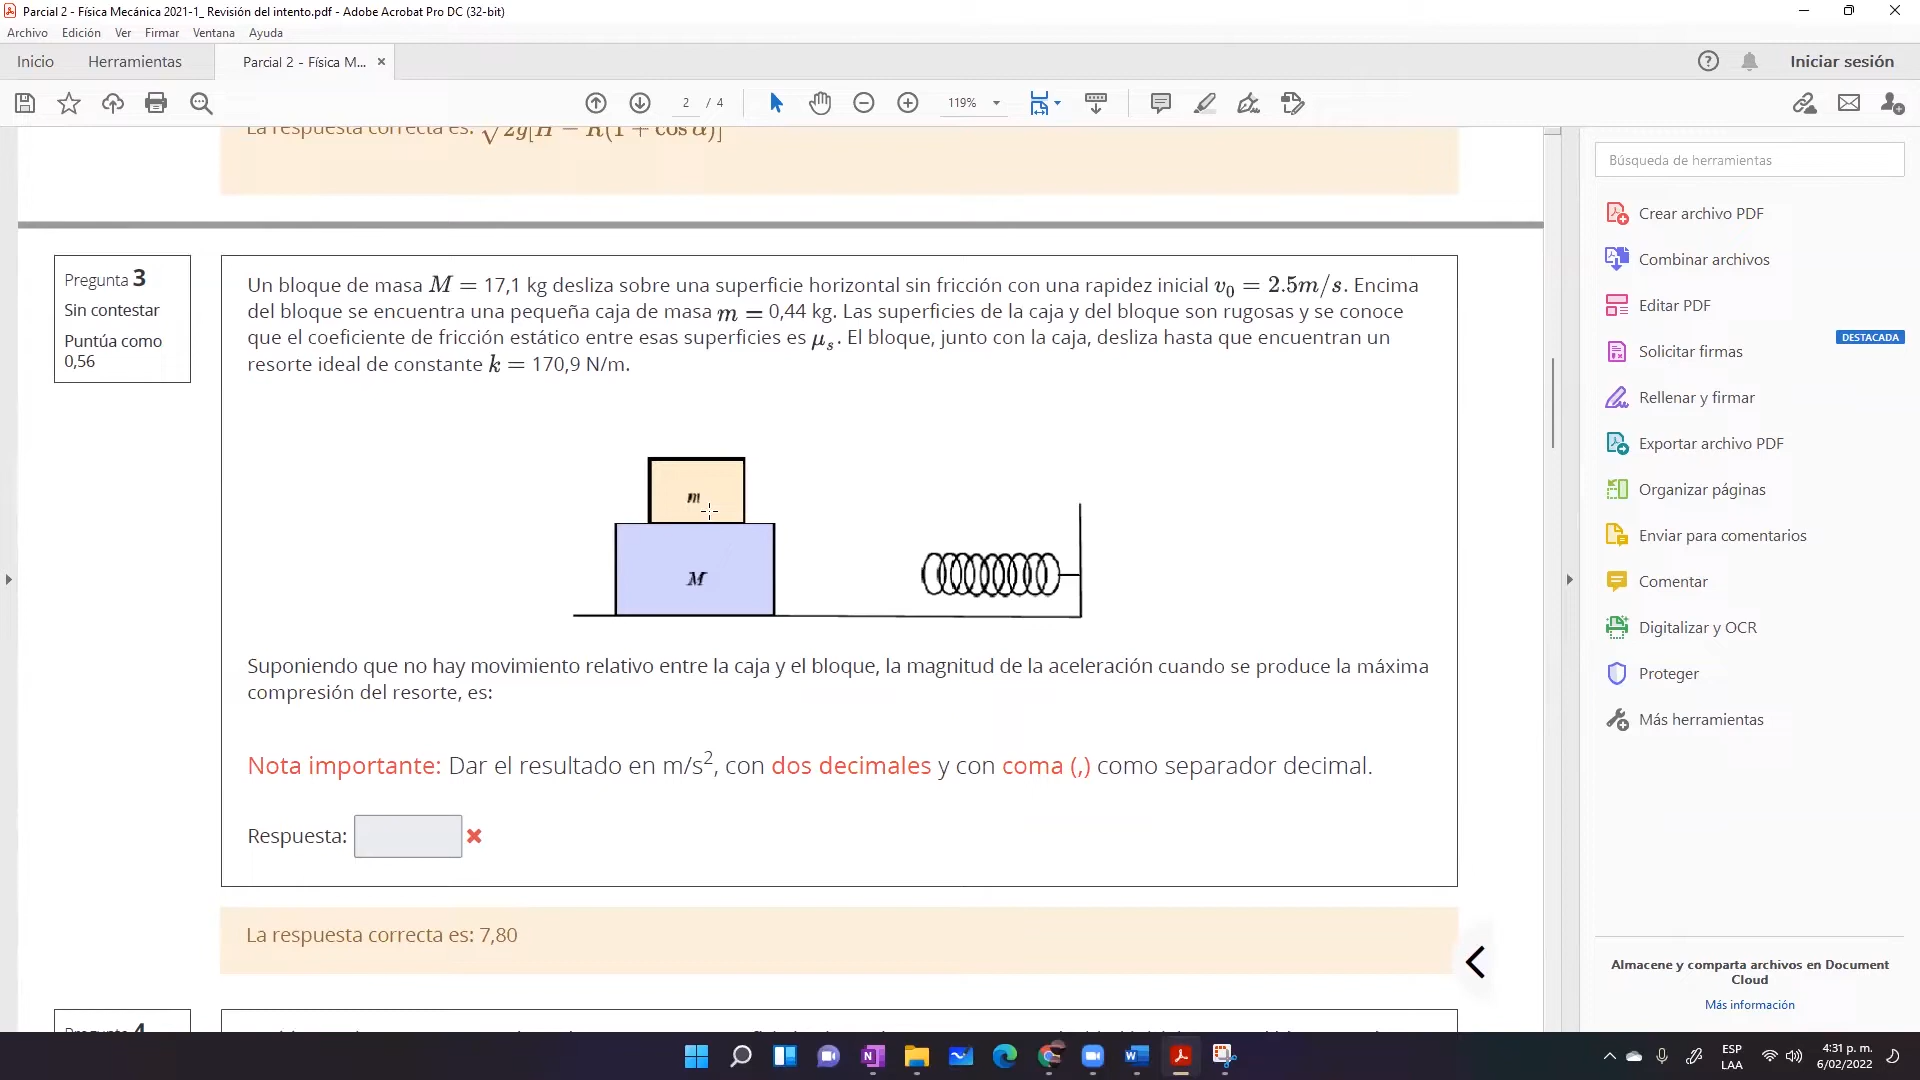 Parcial 2 - Física Mecánica 2021-1_ Revisión del intento.pdf - Adobe Acrobat Pro DC (32-bit)
Archivo Edición Ver Firmar Ventana Ayuda
Inicio Herramientas Parcial 2 - Física M... × Iniciar sesión
2 / 4 119%
La respuesta correcta es: √2g[H − R(1 + cos α)]
Búsqueda de herramientas
Crear archivo PDF
Combinar archivos
Editar PDF
Solicitar firmas
DESTACADA
Rellenar y firmar
Exportar archivo PDF
Organizar páginas
Enviar para comentarios
Comentar
Digitalizar y OCR
Proteger
Más herramientas
Almacene y comparta archivos en Document
Cloud
Más información
Pregunta 3
Sin contestar
Puntúa como
0,56
Un bloque de masa M = 17,1 kg desliza sobre una superficie horizontal sin fricción con una rapidez inicial v₀ = 2.5m/s. Encima
del bloque se encuentra una pequeña caja de masa m = 0,44 kg. Las superficies de la caja y del bloque son rugosas y se conoce
que el coeficiente de fricción estático entre esas superficies es μₛ. El bloque, junto con la caja, desliza hasta que encuentran un
resorte ideal de constante k = 170,9 N/m.
m
M
Suponiendo que no hay movimiento relativo entre la caja y el bloque, la magnitud de la aceleración cuando se produce la máxima
compresión del resorte, es:
Nota importante: Dar el resultado en m/s², con dos decimales y con coma (,) como separador decimal.
Respuesta:
La respuesta correcta es: 7,80
Pregunta 4
ESP
LAA
4:31 p. m.
6/02/2022